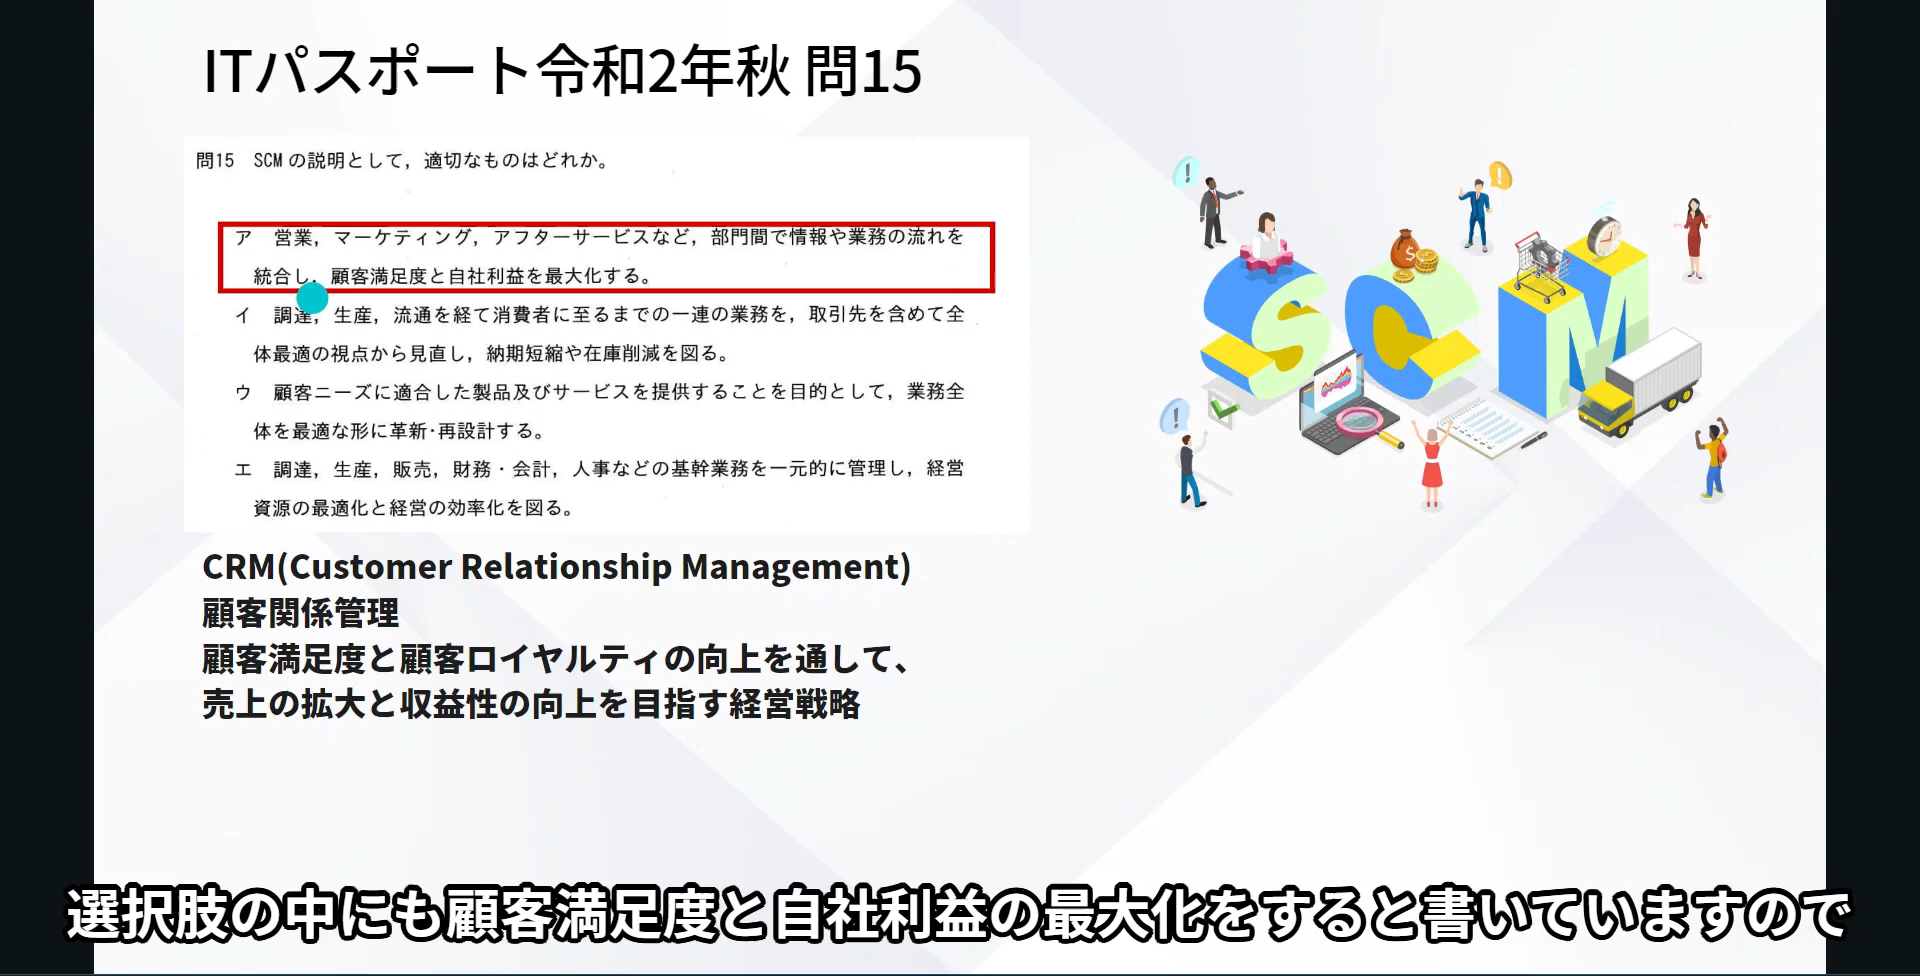 ITパスポート令和2年秋 問15
問15 SCMの説明として，適切なものはどれか。
ア 営業，マーケティング，アフターサービスなど，部門間で情報や業務の流れを
統合し，顧客満足度と自社利益を最大化する。
イ 調達，生産，流通を経て消費者に至るまでの一連の業務を，取引先を含めて全
体最適の視点から見直し，納期短縮や在庫削減を図る。
ウ 顧客ニーズに適合した製品及びサービスを提供することを目的として，業務全
体を最適な形に革新・再設計する。
エ 調達，生産，販売，財務・会計，人事などの基幹業務を一元的に管理し，経営
資源の最適化と経営の効率化を図る。
SCM
CRM(Customer Relationship Management)
顧客関係管理
顧客満足度と顧客ロイヤルティの向上を通して、
売上の拡大と収益性の向上を目指す経営戦略
選択肢の中にも顧客満足度と自社利益の最大化をすると書いていますので